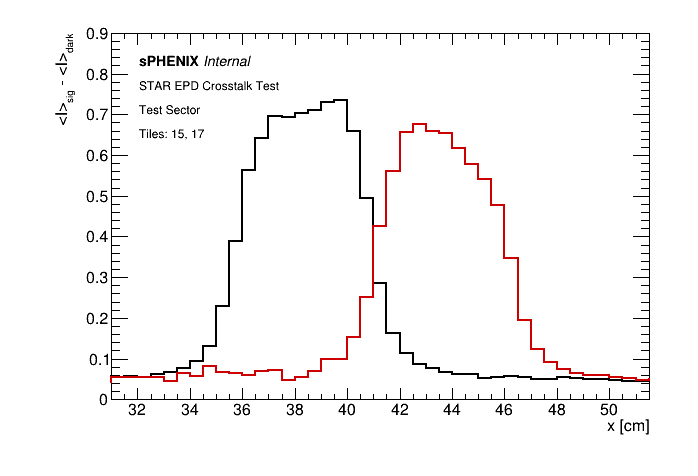 <I>sig - <I>dark
0.9
0.8
0.7
0.6
0.5
0.4
0.3
0.2
0.1
0
sPHENIX Internal
STAR EPD Crosstalk Test
Test Sector
Tiles: 15, 17
32 34 36 38 40 42 44 46 48 50
x [cm]